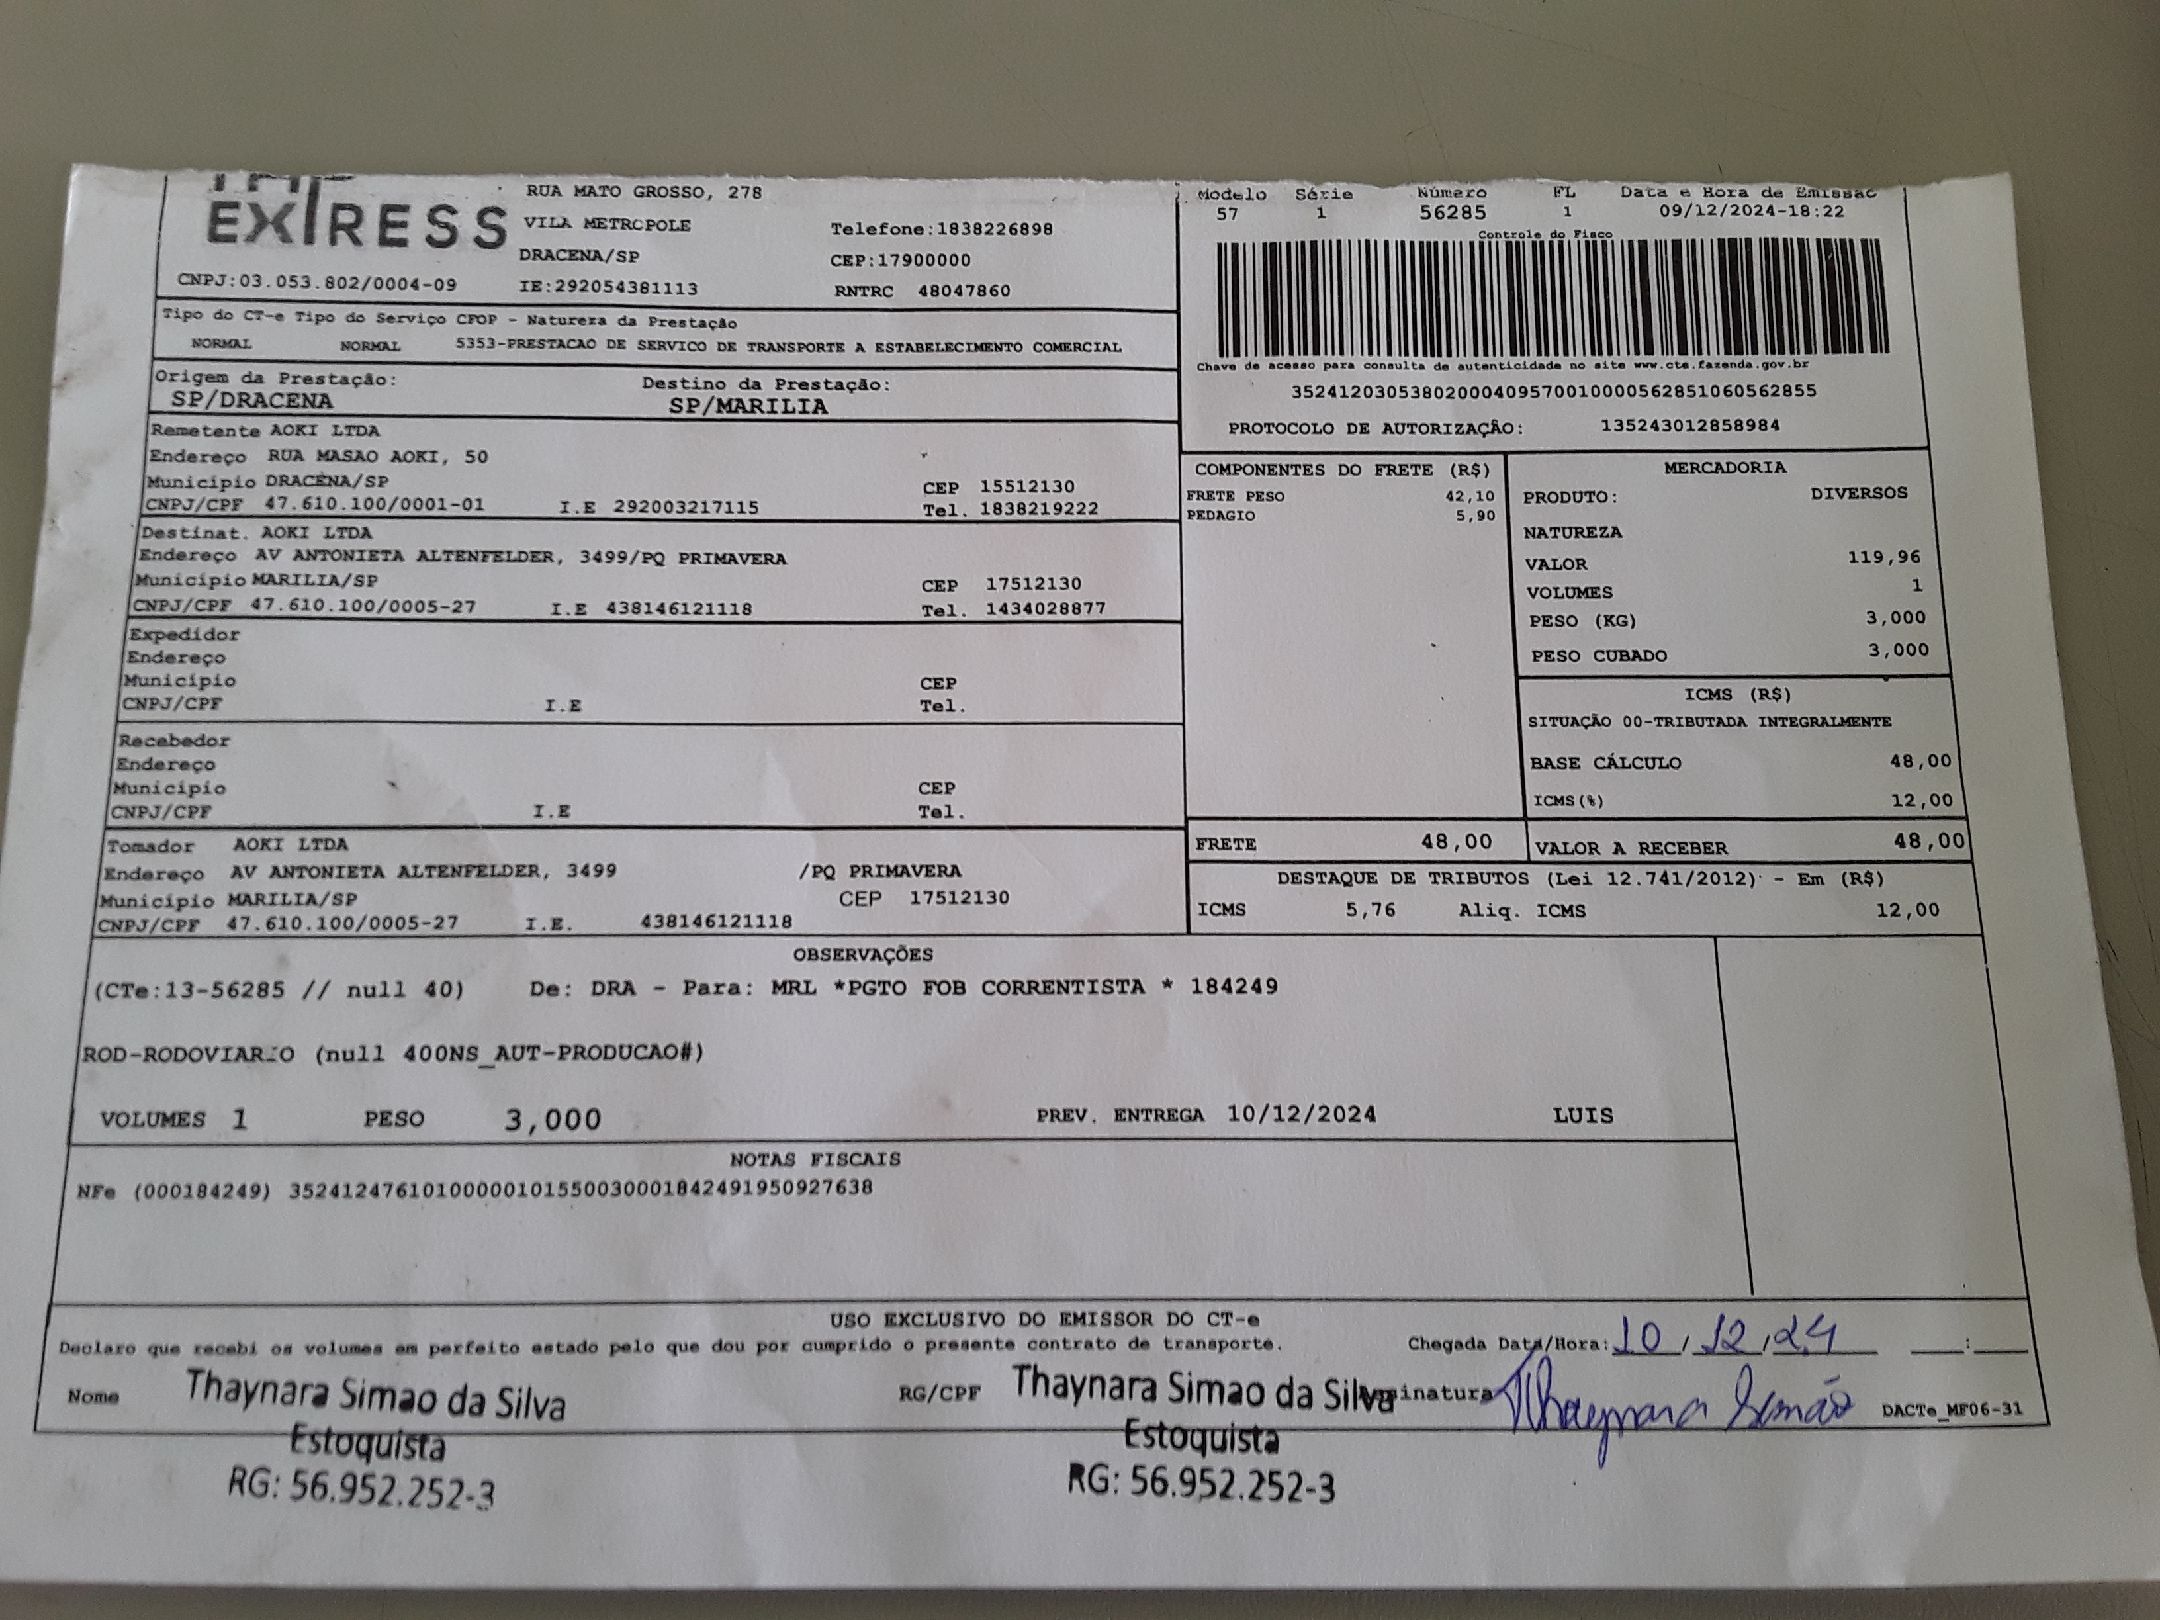 EXPRESS
RUA MATO GROSSO, 278
VILA METROPOLE Telefone:1838226898
DRACENA/SP CEP:17900000
CNPJ:03.053.802/0004-09 IE:292054381113 RNTRC 48047860
Modelo Série Número FL Data e Hora de Emissao
57 1 56285 1 09/12/2024-18:22
Controle do Fisco
Chave de acesso para consulta de autenticidade no site www.cte.fazenda.gov.br
35241203053802000409570010000562851060562855
PROTOCOLO DE AUTORIZAÇÃO: 135243012858984
Tipo do CT-e Tipo do Serviço CFOP - Natureza da Prestação
NORMAL NORMAL 5353-PRESTACAO DE SERVICO DE TRANSPORTE A ESTABELECIMENTO COMERCIAL
Origem da Prestação: Destino da Prestação:
SP/DRACENA SP/MARILIA
Remetente AOKI LTDA
Endereço RUA MASAO AOKI, 50
Município DRACENA/SP CEP 15512130
CNPJ/CPF 47.610.100/0001-01 I.E 292003217115 Tel. 1838219222
Destinat. AOKI LTDA
Endereço AV ANTONIETA ALTENFELDER, 3499/PQ PRIMAVERA
Município MARILIA/SP CEP 17512130
CNPJ/CPF 47.610.100/0005-27 I.E 438146121118 Tel. 1434028877
Expedidor
Endereço
Município CEP
CNPJ/CPF I.E Tel.
Recebedor
Endereço
Município CEP
CNPJ/CPF I.E Tel.
Tomador AOKI LTDA
Endereço AV ANTONIETA ALTENFELDER, 3499 /PQ PRIMAVERA
Município MARILIA/SP CEP 17512130
CNPJ/CPF 47.610.100/0005-27 I.E. 438146121118
COMPONENTES DO FRETE (R$)
FRETE PESO 42,10
PEDAGIO 5,90
MERCADORIA
PRODUTO: DIVERSOS
NATUREZA
VALOR 119,96
VOLUMES 1
PESO (KG) 3,000
PESO CUBADO 3,000
ICMS (R$)
SITUAÇÃO 00-TRIBUTADA INTEGRALMENTE
BASE CÁLCULO 48,00
ICMS(%) 12,00
FRETE 48,00 VALOR A RECEBER 48,00
DESTAQUE DE TRIBUTOS (Lei 12.741/2012) - Em (R$)
ICMS 5,76 Aliq. ICMS 12,00
OBSERVAÇÕES
(CTe:13-56285 // null 40) De: DRA - Para: MRL *PGTO FOB CORRENTISTA * 184249
ROD-RODOVIARIO (null 400NS_AUT-PRODUCAO#)
VOLUMES 1 PESO 3,000 PREV. ENTREGA 10/12/2024 LUIS
NOTAS FISCAIS
NFe (000184249) 35241247610100000101550030001842491950927638
USO EXCLUSIVO DO EMISSOR DO CT-e
Declaro que recebi os volumes em perfeito estado pelo que dou por cumprido o presente contrato de transporte. Chegada Data/Hora: 10/12/24 __:__
Nome Thaynara Simao da Silva RG/CPF Thaynara Simao da Silva Assinatura Thaynara Simão DACTe_MF06-31
Estoquista Estoquista
RG: 56.952.252-3 RG: 56.952.252-3